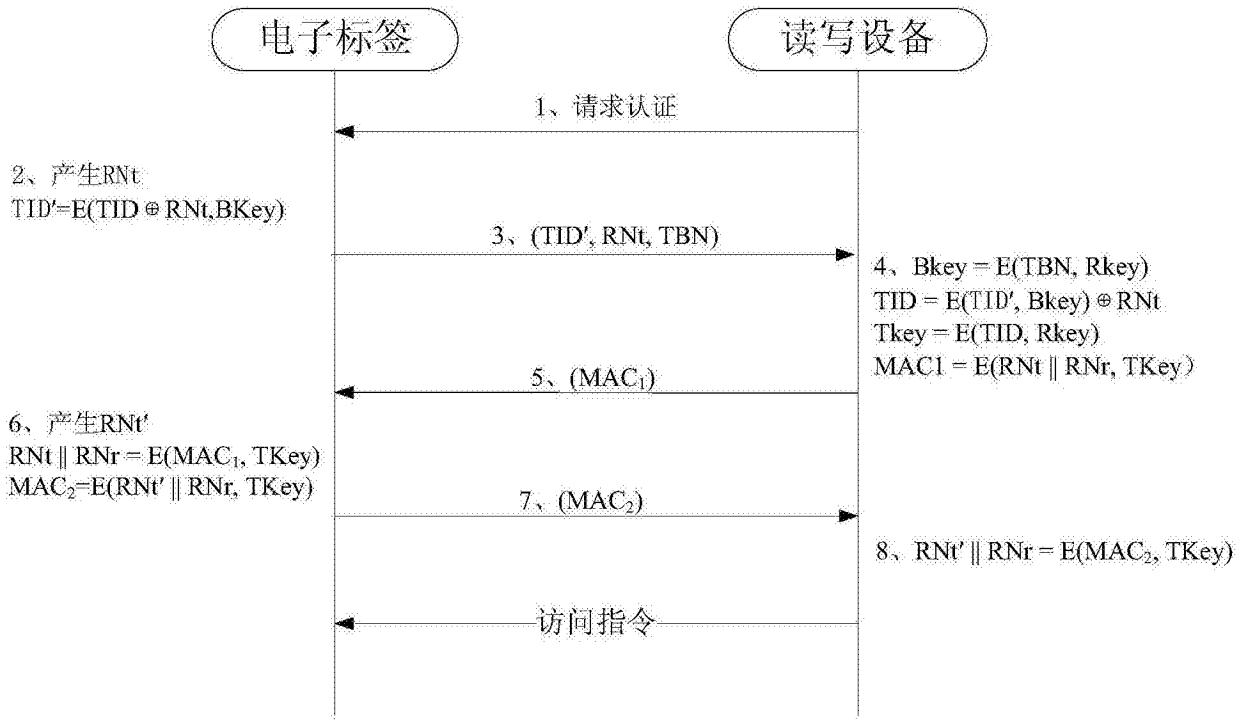 电子标签
读写设备
1、请求认证
2、产生RNt
TID′=E(TID⊕RNt,BKey)
3、(TID′, RNt, TBN)
4、Bkey = E(TBN, Rkey)
TID = E(TID′, Bkey)⊕RNt
Tkey = E(TID, Rkey)
MAC1 = E(RNt‖RNr, TKey）
5、(MAC₁)
6、产生RNt′
RNt‖RNr = E(MAC₁, TKey)
MAC₂=E(RNt′‖RNr, TKey)
7、(MAC₂)
8、RNt′‖RNr = E(MAC₂, TKey)
访问指令